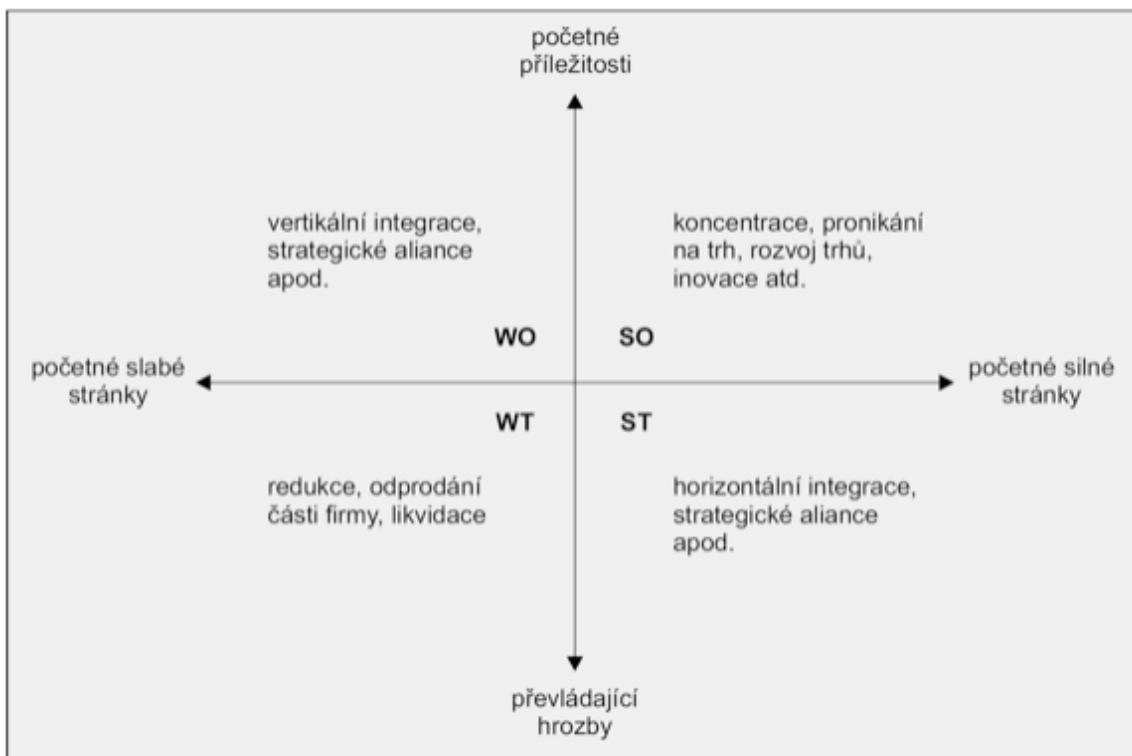 početné
příležitosti
vertikální integrace,
strategické aliance
apod.
koncentrace, pronikání
na trh, rozvoj trhů,
inovace atd.
WO
SO
početné slabé
stránky
početné silné
stránky
WT
ST
redukce, odprodání
části firmy, likvidace
horizontální integrace,
strategické aliance
apod.
převládající
hrozby